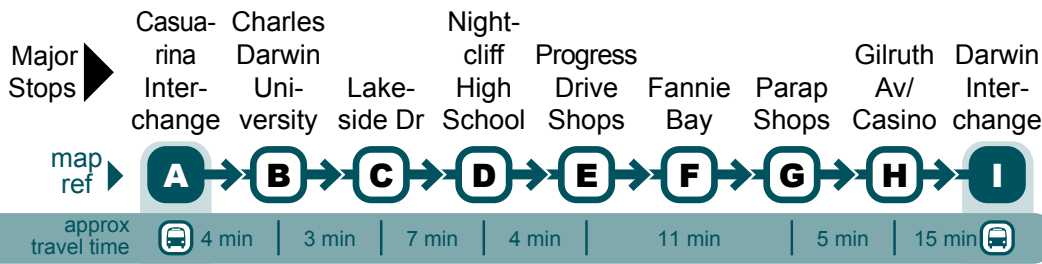 Major
Stops
Casua-
rina
Inter-
change
Charles
Darwin
Uni-
versity
Lake-
side Dr
Night-
cliff
High
School
Progress
Drive
Shops
Fannie
Bay
Parap
Shops
Gilruth
Av/
Casino
Darwin
Inter-
change
map
ref
A B C D E F G H I
approx
travel time
4 min 3 min 7 min 4 min 11 min 5 min 15 min